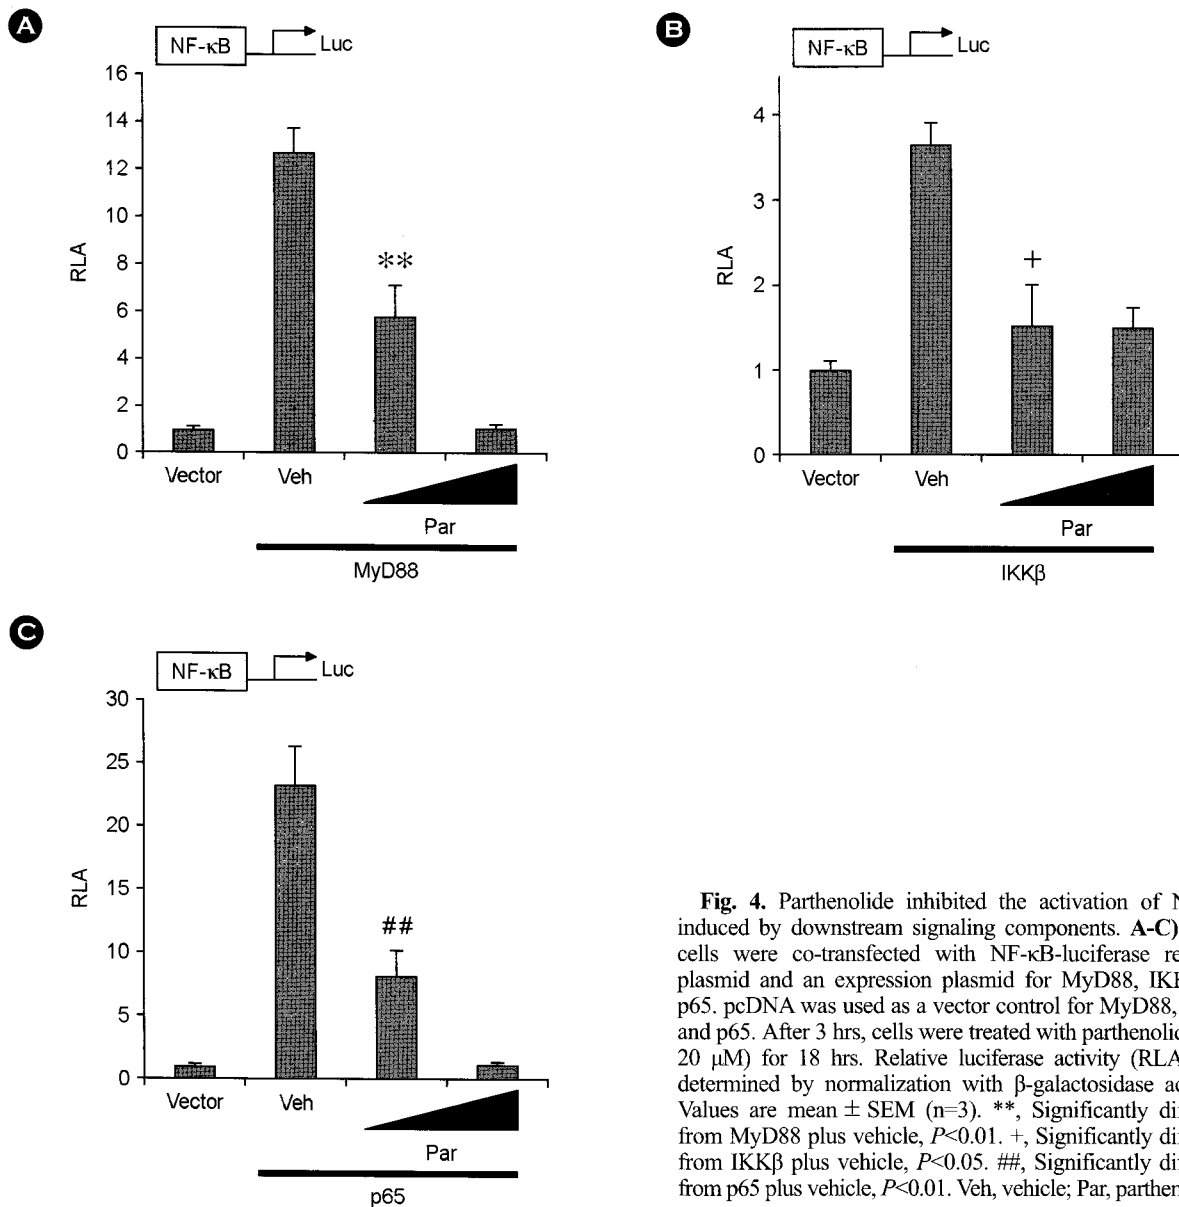 A
NF-κB
Luc
16
14
12
10
8
6
4
2
0
RLA
**
Vector
Veh
Par
MyD88
B
NF-κB
Luc
4
3
2
1
0
RLA
+
Vector
Veh
Par
IKKβ
C
NF-κB
Luc
30
25
20
15
10
5
0
RLA
##
Vector
Veh
Par
p65
Fig. 4. Parthenolide inhibited the activation of
induced by downstream signaling components. A-C)
cells were co-transfected with NF-κB-luciferase
plasmid and an expression plasmid for MyD88,
p65. pcDNA was used as a vector control for MyD88,
and p65. After 3 hrs, cells were treated with
20 μM) for 18 hrs. Relative luciferase activity (RLA
determined by normalization with β-galactosidase
Values are mean ± SEM (n=3). **, Significantly
from MyD88 plus vehicle, P<0.01. +, Significantly
from IKKβ plus vehicle, P<0.05. ##, Significantly
from p65 plus vehicle, P<0.01. Veh, vehicle; Par,